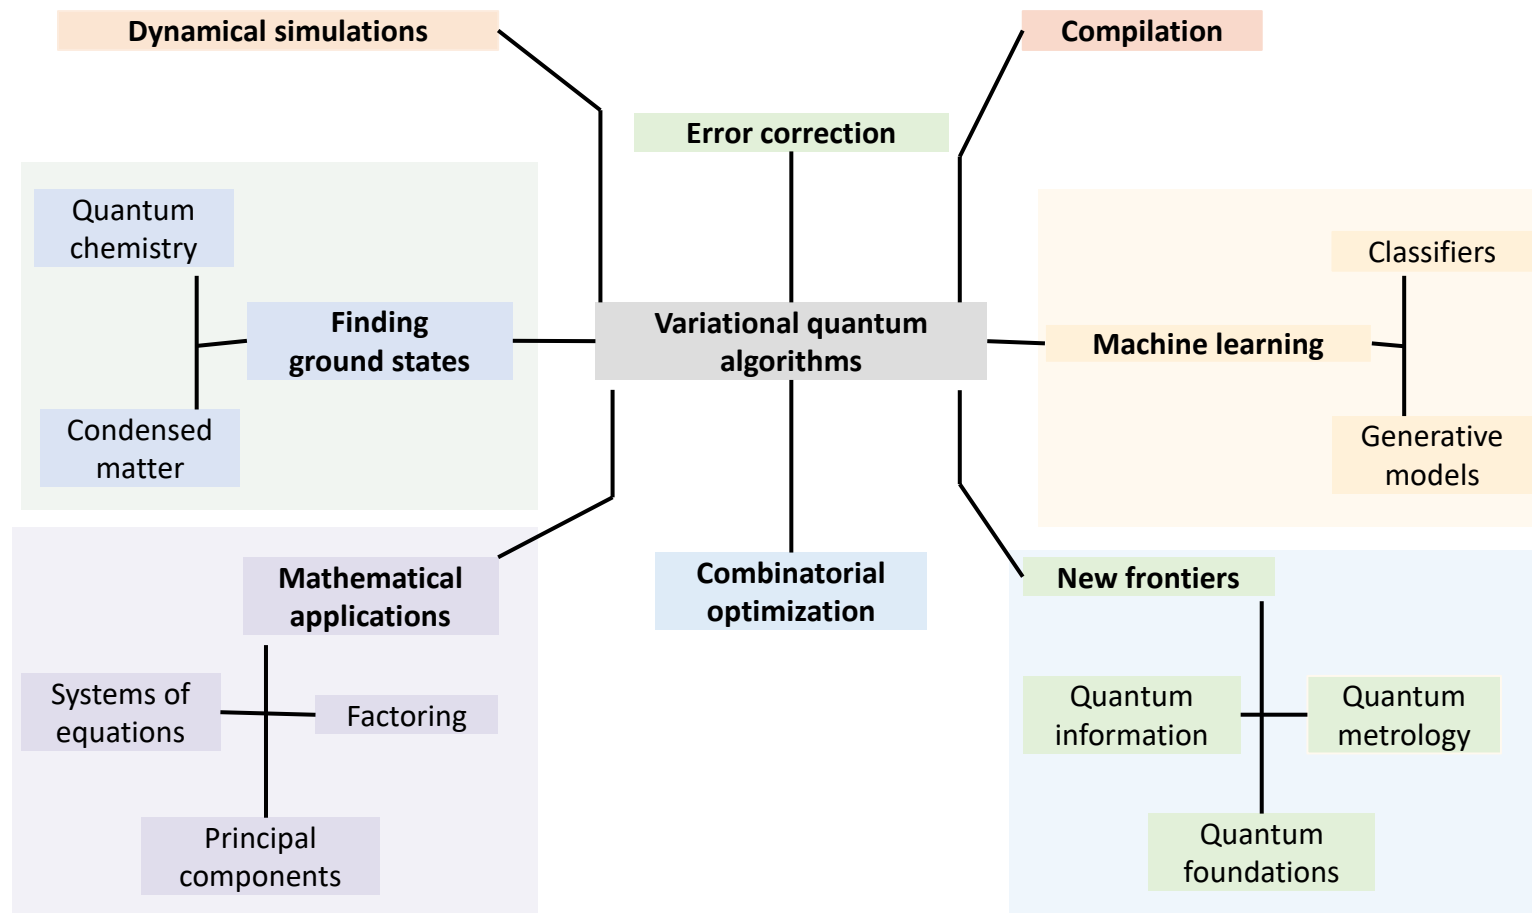 Dynamical simulations
Compilation
Error correction
Quantum
chemistry
Classifiers
Finding
ground states
Variational quantum
algorithms
Machine learning
Condensed
matter
Generative
models
Mathematical
applications
Combinatorial
optimization
New frontiers
Systems of
equations
Factoring
Quantum
information
Quantum
metrology
Principal
components
Quantum
foundations